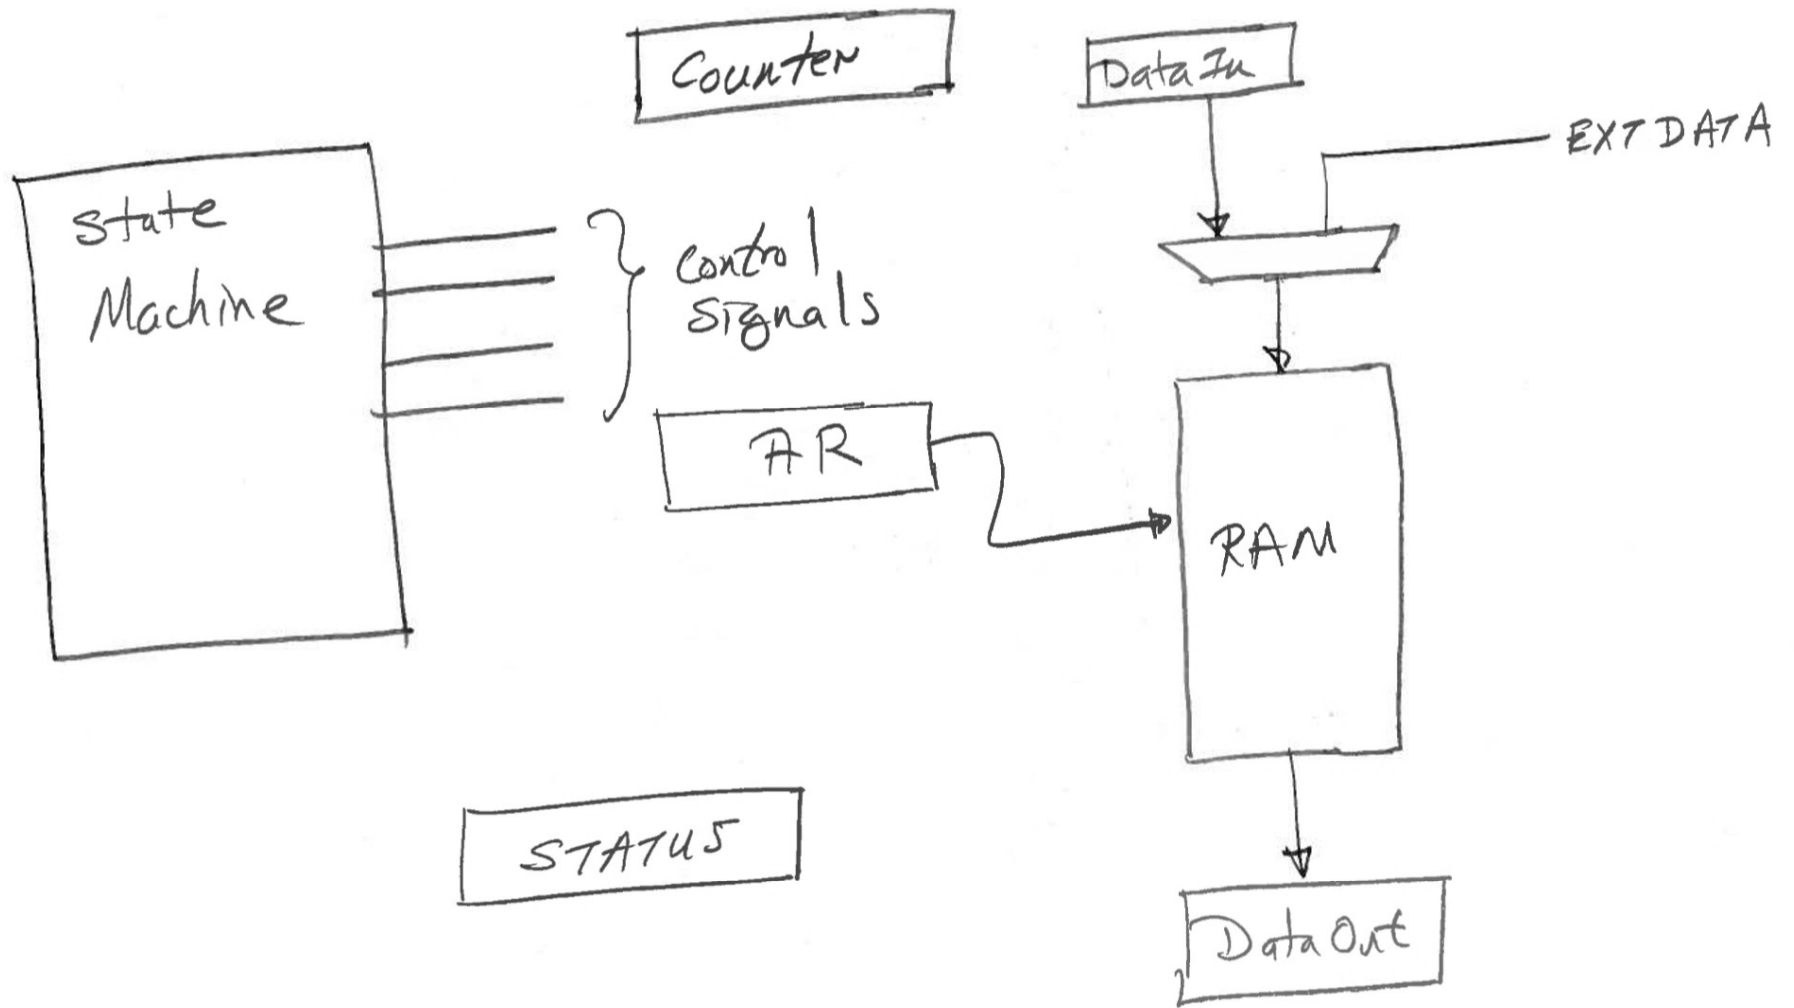 Counter
Data In
EXT DATA
State
Machine
control
signals
AR
RAM
STATUS
Data Out